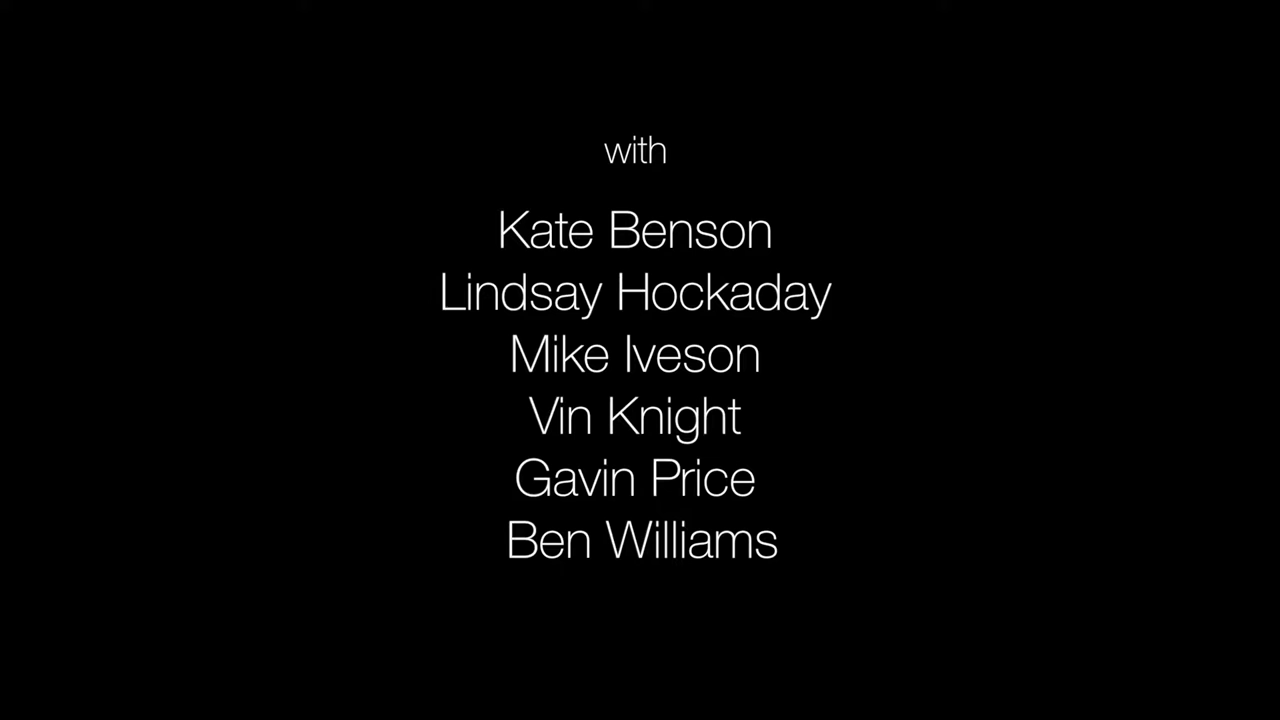 with
Kate Benson
Lindsay Hockaday
Mike Iveson
Vin Knight
Gavin Price
Ben Williams